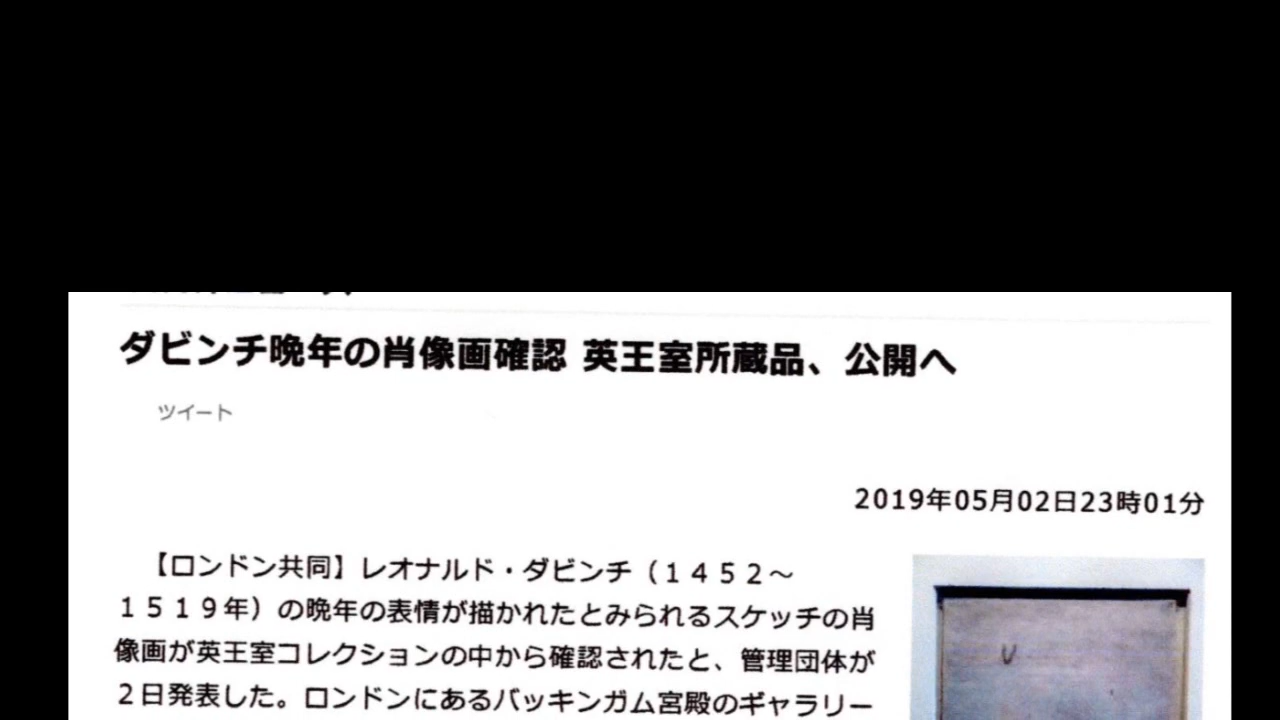 ダビンチ晩年の肖像画確認 英王室所蔵品、公開へ
ツイート
2019年05月02日23時01分
【ロンドン共同】レオナルド・ダビンチ（１４５２～
１５１９年）の晩年の表情が描かれたとみられるスケッチの肖
像画が英王室コレクションの中から確認されたと、管理団体が
２日発表した。ロンドンにあるバッキンガム宮殿のギャラリー